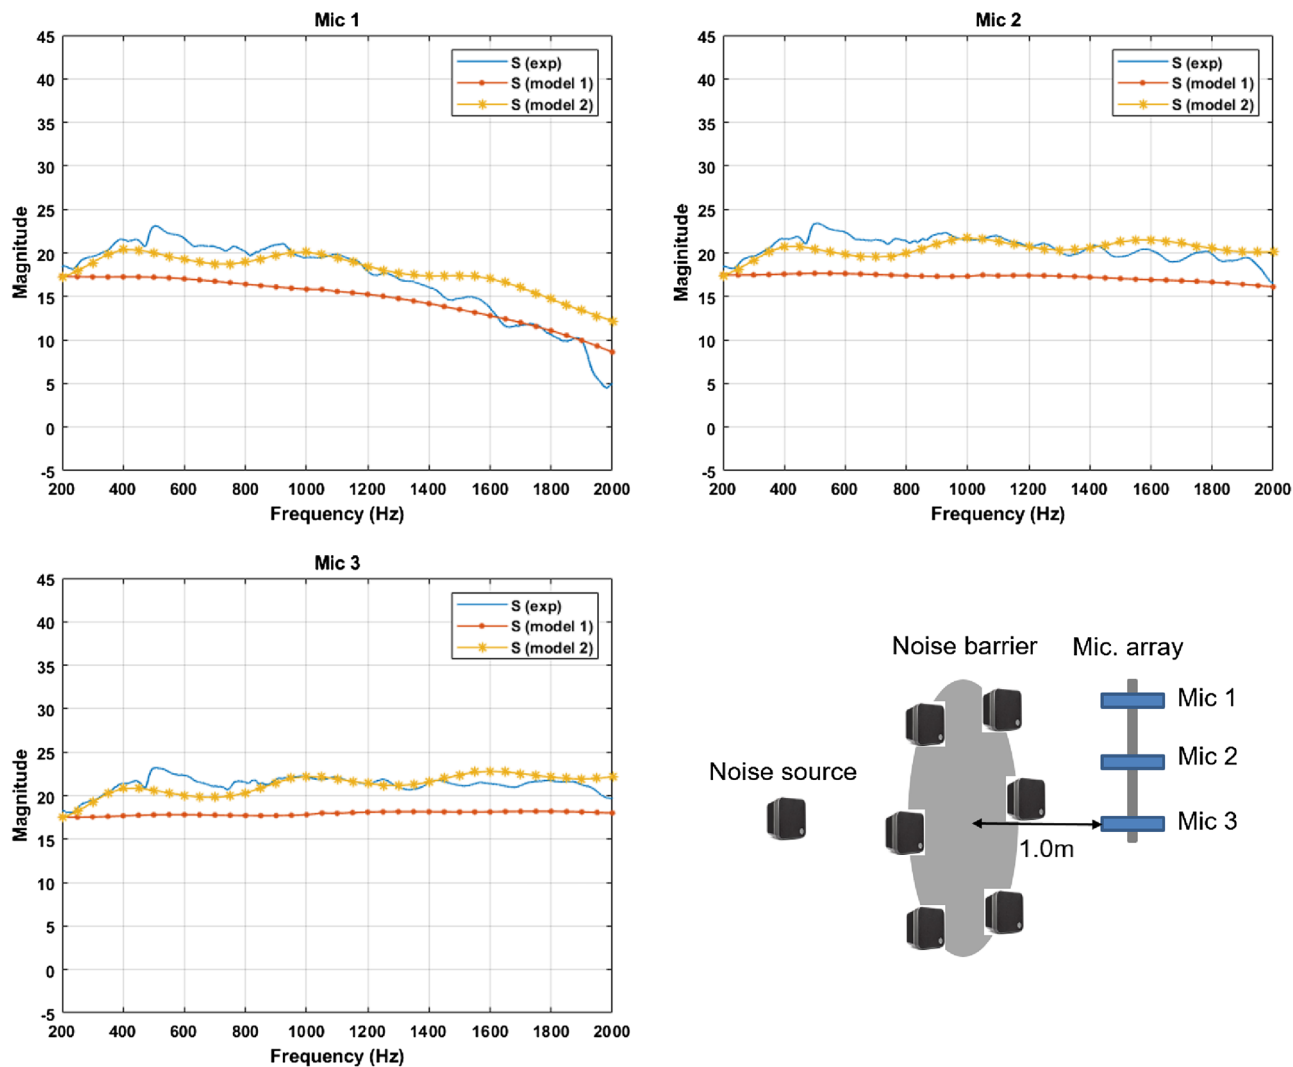 Mic 1
45
40
35
30
25
20
15
10
5
0
-5
Magnitude
S (exp)
S (model 1)
S (model 2)
200 400 600 800 1000 1200 1400 1600 1800 2000
Frequency (Hz)
Mic 2
45
40
35
30
25
20
15
10
5
0
-5
Maginitude
S (exp)
S (model 1)
S (model 2)
200 400 600 800 1000 1200 1400 1600 1800 2000
Frequency (Hz)
Mic 3
45
40
35
30
25
20
15
10
5
0
-5
Magnitude
S (exp)
S (model 1)
S (model 2)
200 400 600 800 1000 1200 1400 1600 1800 2000
Frequency (Hz)
Noise barrier Mic. array
Mic 1
Mic 2
Noise source
Mic 3
1.0m